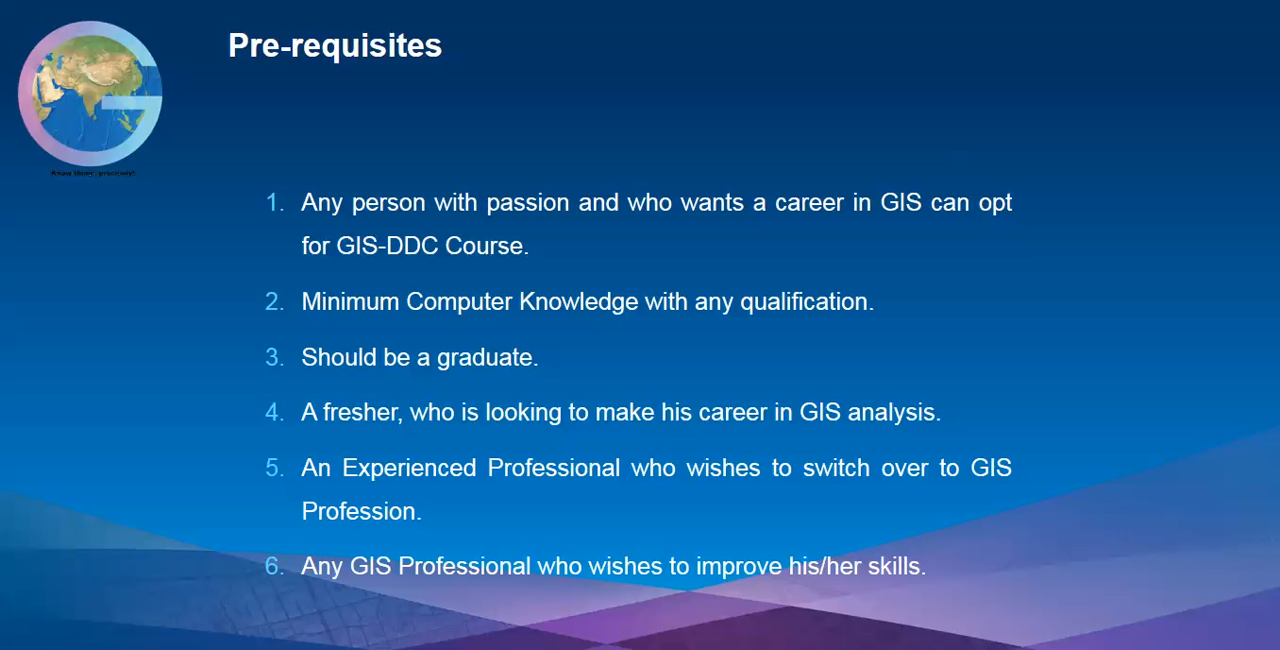 Pre-requisites
1. Any person with passion and who wants a career in GIS can opt
for GIS-DDC Course.
2. Minimum Computer Knowledge with any qualification.
3. Should be a graduate.
4. A fresher, who is looking to make his career in GIS analysis.
5. An Experienced Professional who wishes to switch over to GIS
Profession.
6. Any GIS Professional who wishes to improve his/her skills.